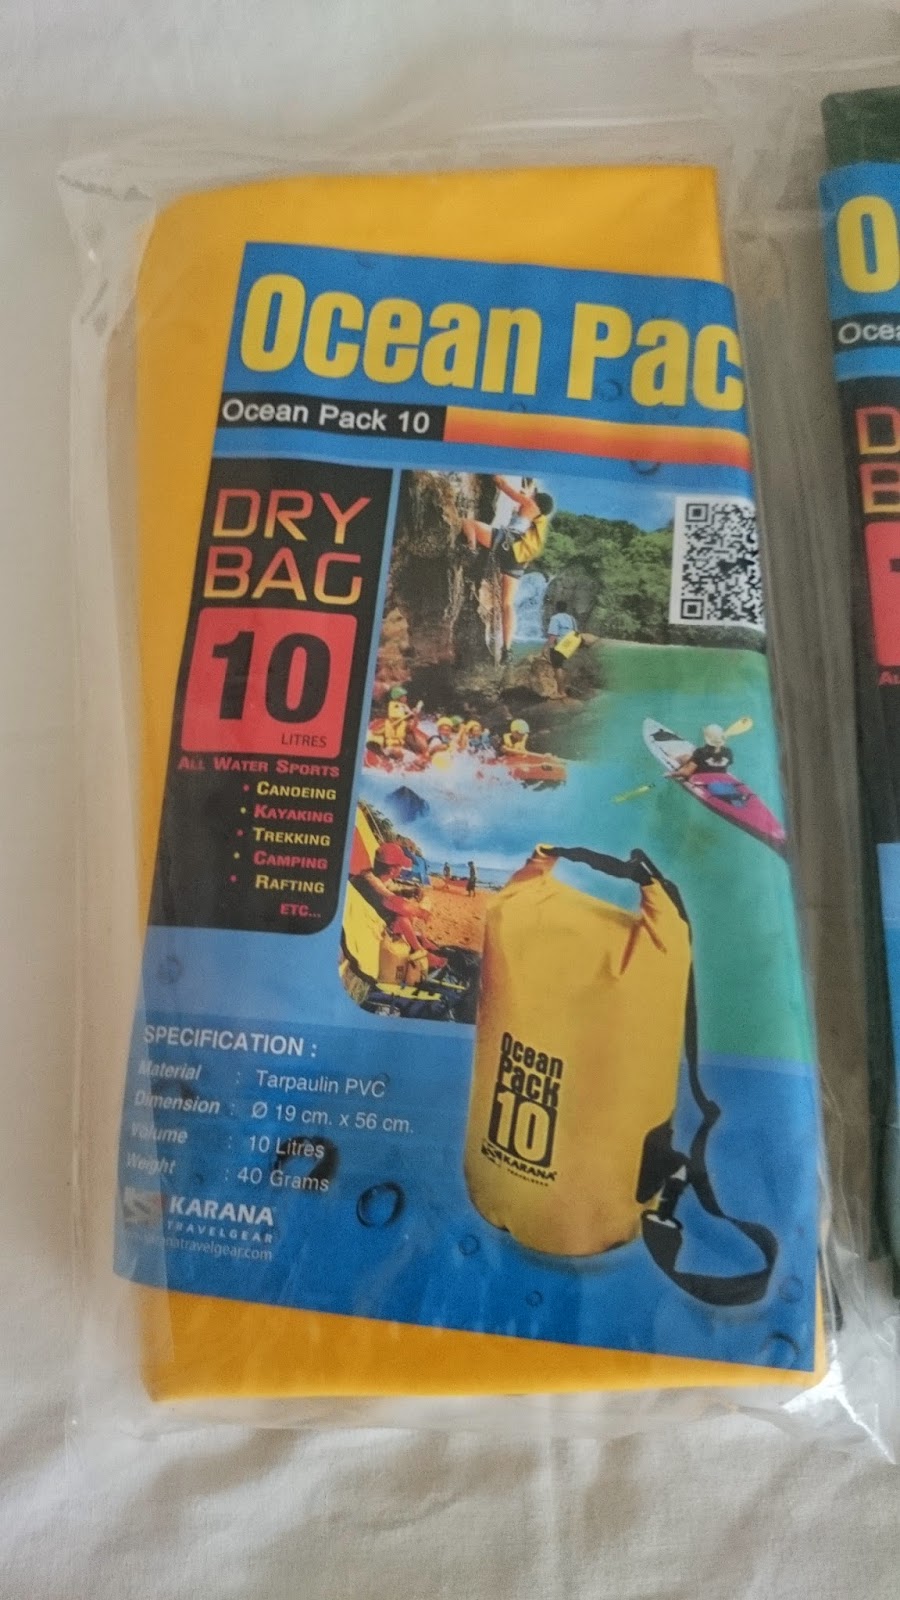 Ocean Pac
Ocean Pack 10
DRY
BAG
10
LITRES
ALL WATER SPORTS
• CANOEING
• KAYAKING
• TREKKING
• CAMPING
• RAFTING
ETC...
SPECIFICATION :
Material : Tarpaulin PVC
Dimension : Ø 19 cm. x 56 cm.
Volume : 10 Litres
Weight : 40 Grams
KARANA
TRAVELGEAR
Ocean
Pack
10
KARANA
TRAVELGEAR
O
Ocea
D
B